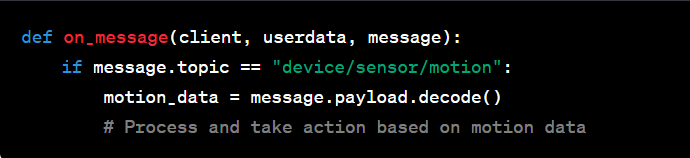 def on_message(client, userdata, message):
    if message.topic == "device/sensor/motion":
        motion_data = message.payload.decode()
        # Process and take action based on motion data